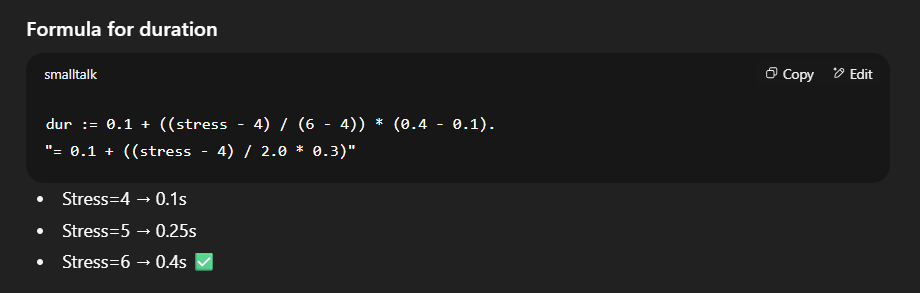 Formula for duration
smalltalk Copy Edit
dur := 0.1 + ((stress - 4) / (6 - 4)) * (0.4 - 0.1).
"= 0.1 + ((stress - 4) / 2.0 * 0.3)"
• Stress=4 → 0.1s
• Stress=5 → 0.25s
• Stress=6 → 0.4s ✅